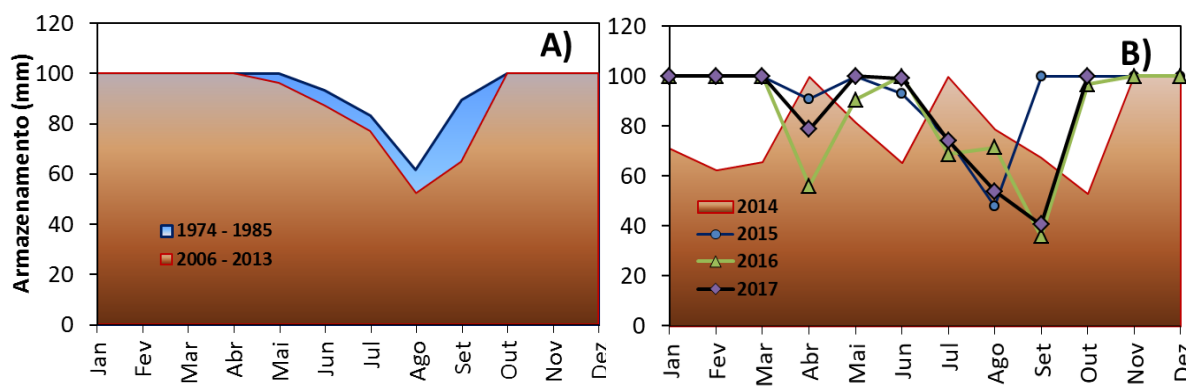 A)
Armazenamento (mm)
120
100
80
60
40
20
0
1974 - 1985
2006 - 2013
Jan
Fev
Mar
Abr
Mai
Jun
Jul
Ago
Set
Out
Nov
Dez
B)
120
100
80
60
40
20
0
2014
2015
2016
2017
Jan
Fev
Mar
Abr
Mai
Jun
Jul
Ago
Set
Out
Nov
Dez